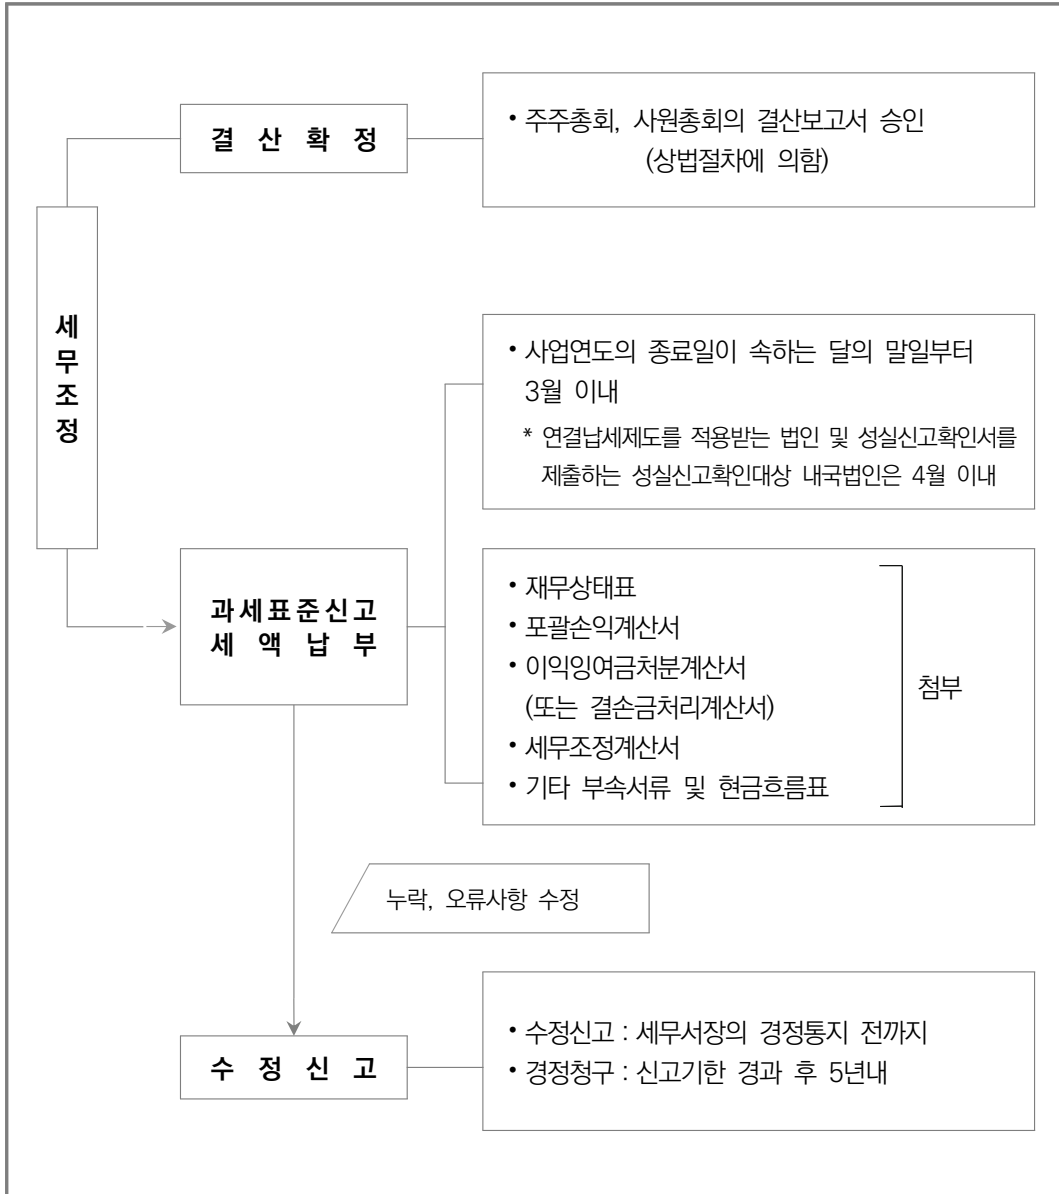 결 산 확 정
• 주주총회, 사원총회의 결산보고서 승인
(상법절차에 의함)
세
무
조
정
• 사업연도의 종료일이 속하는 달의 말일부터
3월 이내
* 연결납세제도를 적용받는 법인 및 성실신고확인서를
제출하는 성실신고확인대상 내국법인은 4월 이내
과세표준신고
세 액 납 부
• 재무상태표
• 포괄손익계산서
• 이익잉여금처분계산서
(또는 결손금처리계산서)
• 세무조정계산서
• 기타 부속서류 및 현금흐름표
첨부
누락, 오류사항 수정
수 정 신 고
• 수정신고 : 세무서장의 경정통지 전까지
• 경정청구 : 신고기한 경과 후 5년내